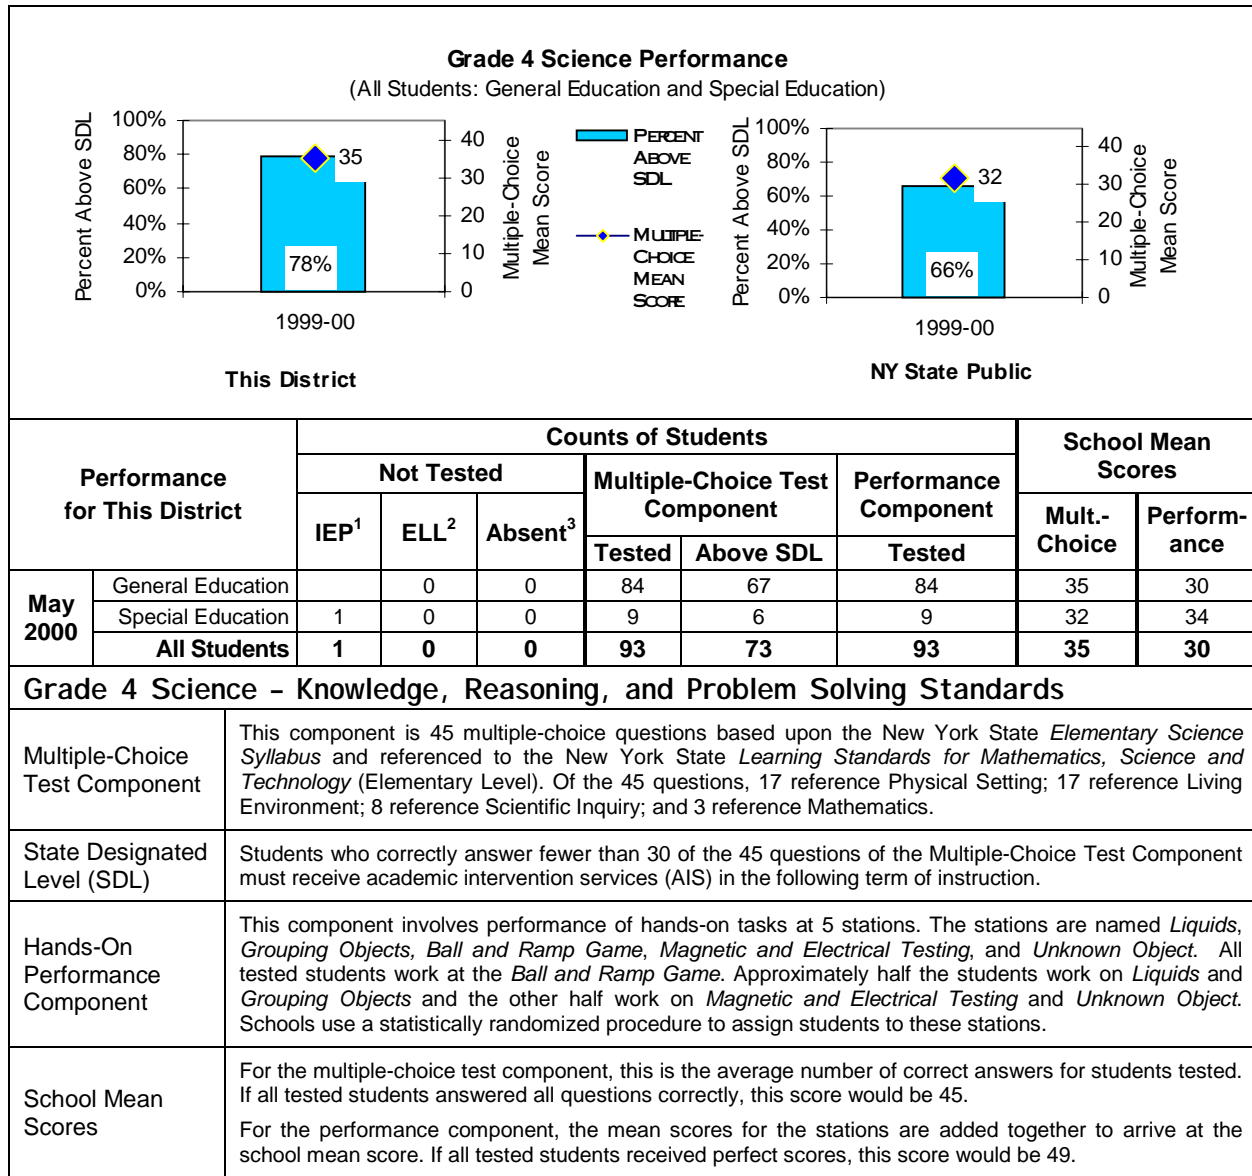 Grade 4 Science Performance
(All Students: General Education and Special Education)
Percent Above SDL
100%
80%
60%
40%
20%
0%
35
78%
1999-00
40
30
20
10
0
Multiple-Choice
Mean Score
This District
PERCENT
ABOVE
SDL
MULTIPLE-
CHOICE
MEAN
SCORE
Percent Above SDL
100%
80%
60%
40%
20%
0%
32
66%
1999-00
40
30
20
10
0
Multiple-Choice
Mean Score
NY State Public
Performance
for This District
Counts of Students
School Mean
Scores
Not Tested
Multiple-Choice Test
Component
Performance
Component
IEP1 ELL2 Absent3 Tested Above SDL Tested
Mult.-
Choice
Perform-
ance
May
2000
General Education 0 0 84 67 84 35 30
Special Education 1 0 0 9 6 9 32 34
All Students 1 0 0 93 73 93 35 30
Grade 4 Science – Knowledge, Reasoning, and Problem Solving Standards
Multiple-Choice
Test Component
This component is 45 multiple-choice questions based upon the New York State Elementary Science
Syllabus and referenced to the New York State Learning Standards for Mathematics, Science and
Technology (Elementary Level). Of the 45 questions, 17 reference Physical Setting; 17 reference Living
Environment; 8 reference Scientific Inquiry; and 3 reference Mathematics.
State Designated
Level (SDL)
Students who correctly answer fewer than 30 of the 45 questions of the Multiple-Choice Test Component
must receive academic intervention services (AIS) in the following term of instruction.
Hands-On
Performance
Component
This component involves performance of hands-on tasks at 5 stations. The stations are named Liquids,
Grouping Objects, Ball and Ramp Game, Magnetic and Electrical Testing, and Unknown Object. All
tested students work at the Ball and Ramp Game. Approximately half the students work on Liquids and
Grouping Objects and the other half work on Magnetic and Electrical Testing and Unknown Object.
Schools use a statistically randomized procedure to assign students to these stations.
School Mean
Scores
For the multiple-choice test component, this is the average number of correct answers for students tested.
If all tested students answered all questions correctly, this score would be 45.
For the performance component, the mean scores for the stations are added together to arrive at the
school mean score. If all tested students received perfect scores, this score would be 49.